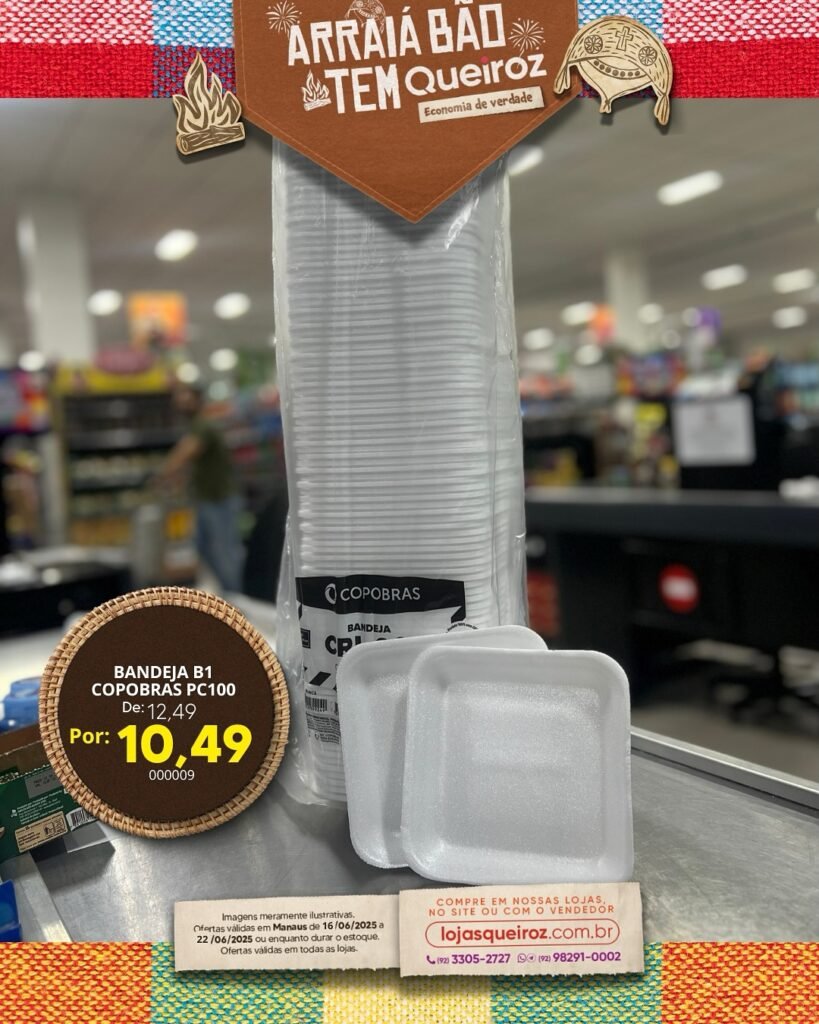 ARRAIÁ BÃO
TEM Queiroz
Economia de verdade
COPOBRAS
BANDEJA
BANDEJA B1
COPOBRAS PC100
De: 12,49
Por: 10,49
000009
Imagens meramente ilustrativas.
Ofertas válidas em Manaus de 16/06/2025 a
22/06/2025 ou enquanto durar o estoque.
Ofertas válidas em todas as lojas.
COMPRE EM NOSSAS LOJAS,
NO SITE OU COM O VENDEDOR
lojasqueiroz.com.br
(92) 3305-2727 (92) 98291-0002